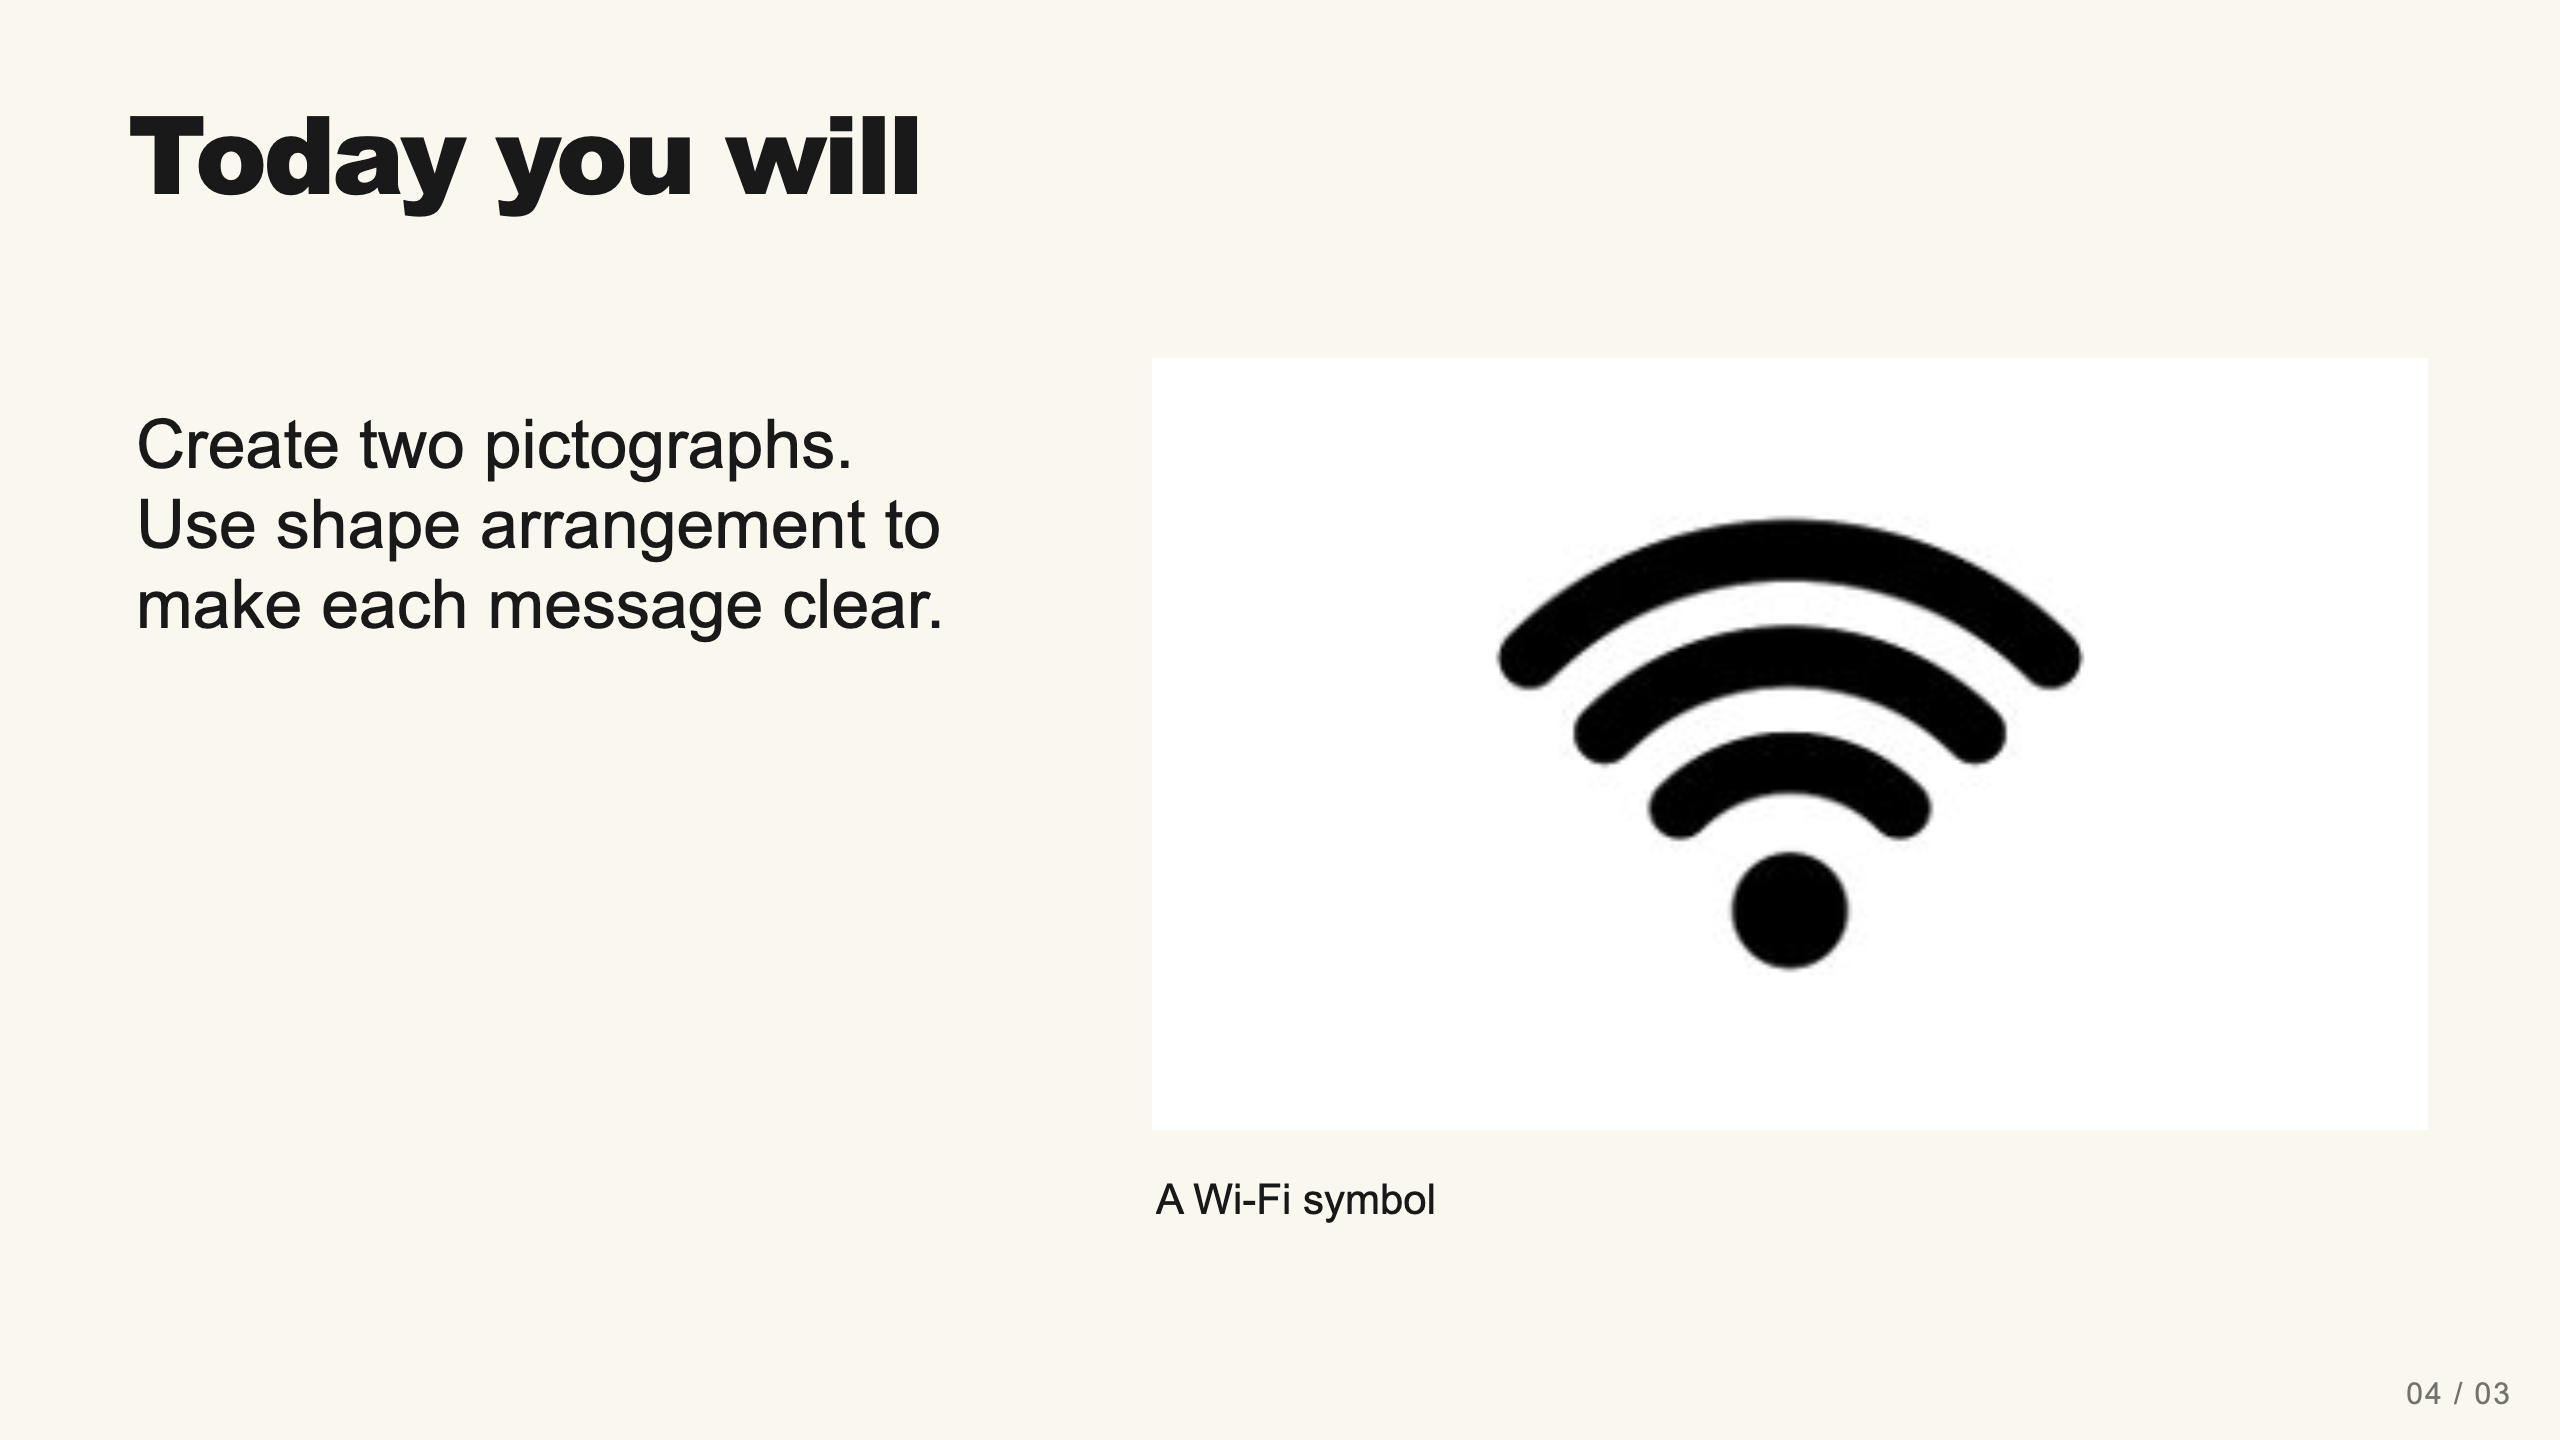 Today you will
Create two pictographs.
Use shape arrangement to
make each message clear.
A Wi-Fi symbol
04 / 03